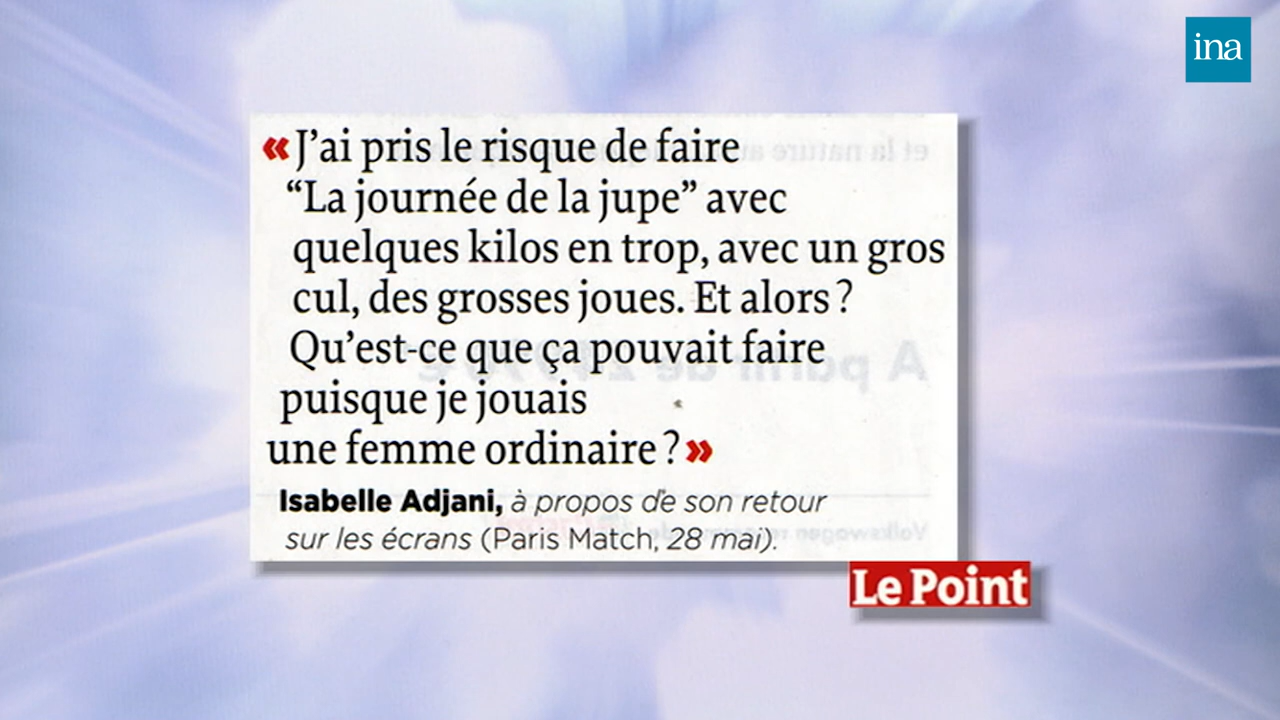 ina
«J’ai pris le risque de faire
“La journée de la jupe” avec
quelques kilos en trop, avec un gros
cul, des grosses joues. Et alors ?
Qu’est-ce que ça pouvait faire
puisque je jouais
une femme ordinaire ?»
Isabelle Adjani, à propos de son retour
sur les écrans (Paris Match, 28 mai).
Le Point